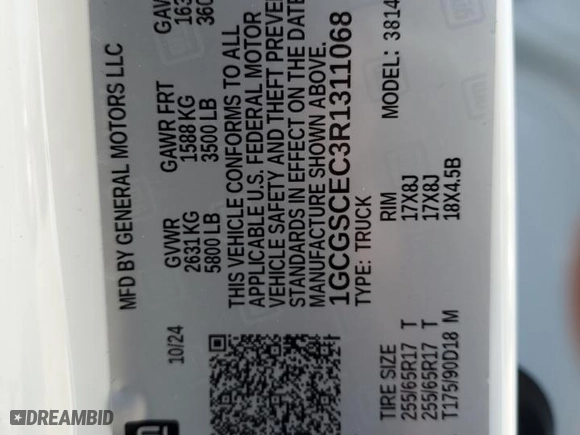 MFD BY GENERAL MOTORS LLC
10/24
GVWR
2631 KG
5800 LB
GAWR FRT
1588 KG
3500 LB
THIS VEHICLE CONFORMS TO ALL
APPLICABLE U.S. FEDERAL MOTOR
VEHICLE SAFETY AND THEFT PREVE
STANDARDS IN EFFECT ON THE DATE
MANUFACTURE SHOWN ABOVE.
1GCGSCEC3R1311068
TYPE: TRUCK
MODEL: 3814
TIRE SIZE RIM
255/65R17 T 17X8J
255/65R17 T 17X8J
T175/90D18 M 18X4.5B
DREAMBID